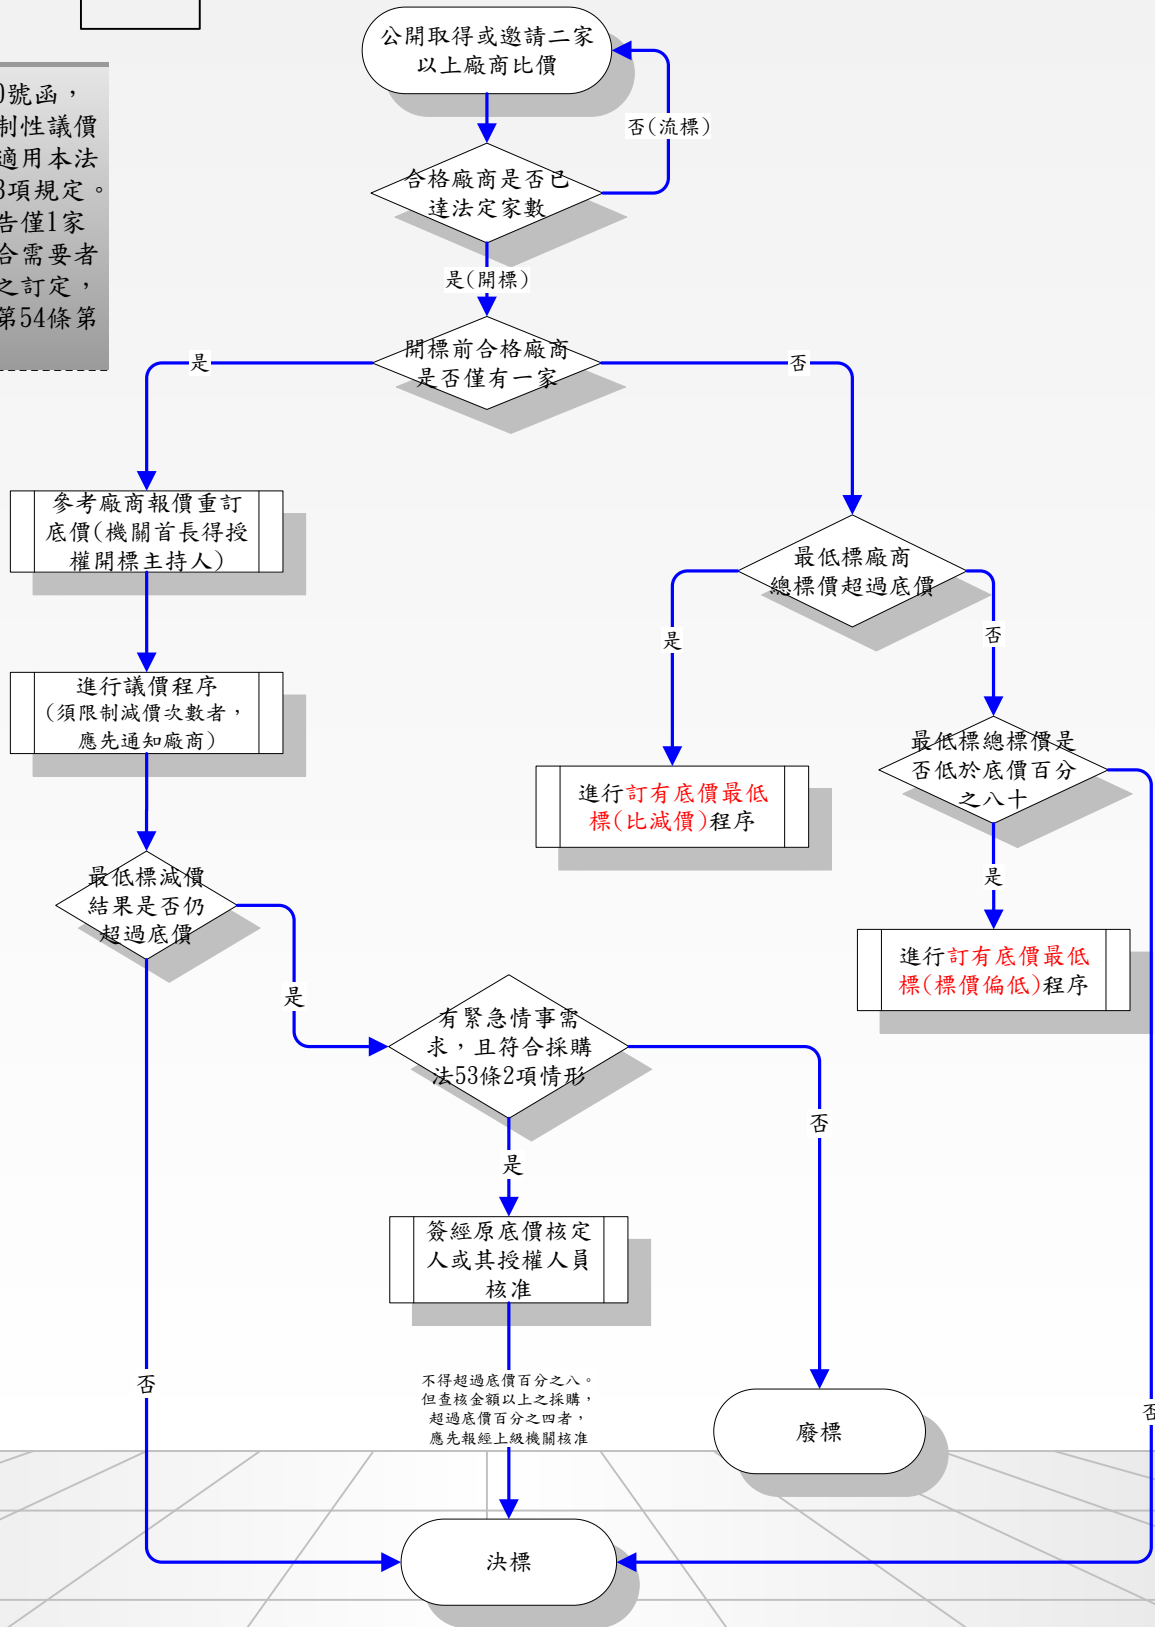 公開取得或邀請二家
以上廠商比價
否(流標)
號函，
制性議價
適用本法
3項規定。
告僅1家
合需要者
之訂定，
第54條第
合格廠商是否已
達法定家數
是(開標)
開標前合格廠商
是否僅有一家
是
否
參考廠商報價重訂
底價(機關首長得授
權開標主持人)
最低標廠商
總標價超過底價
是
否
進行議價程序
(須限制減價次數者，
應先通知廠商)
最低標總標價是
否低於底價百分
之八十
進行訂有底價最低
標(比減價)程序
是
最低標減價
結果是否仍
超過底價
進行訂有底價最低
標(標價偏低)程序
是
有緊急情事需
求，且符合採購
法53條2項情形
否
是
簽經原底價核定
人或其授權人員
核准
否
不得超過底價百分之八。
但查核金額以上之採購，
超過底價百分之四者，
應先報經上級機關核准
否
廢標
決標